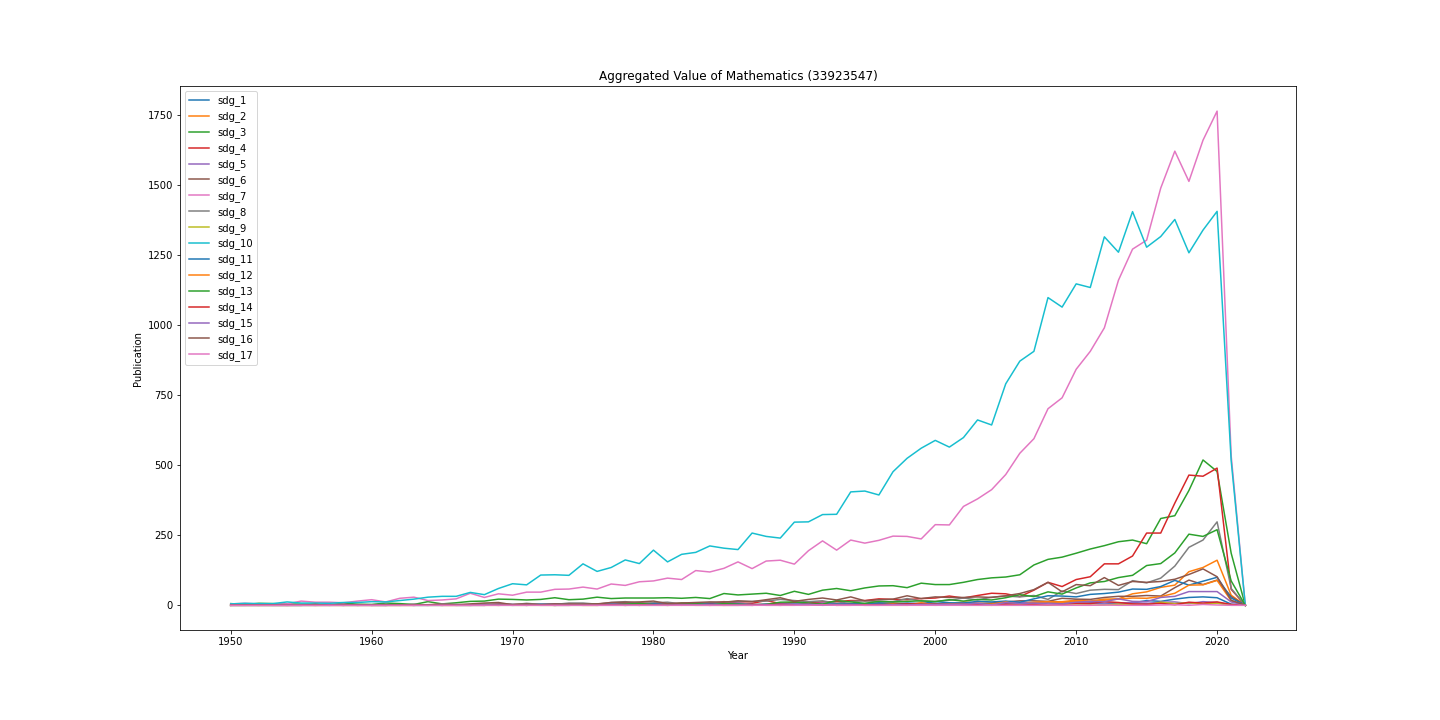 Aggregated Value of Mathematics (33923547)
sdg_1
sdg_2
sdg_3
sdg_4
sdg_5
sdg_6
sdg_7
sdg_8
sdg_9
sdg_10
sdg_11
sdg_12
sdg_13
sdg_14
sdg_15
sdg_16
sdg_17
Publication
1750
1500
1250
1000
750
500
250
0
1950 1960 1970 1980 1990 2000 2010 2020
Year